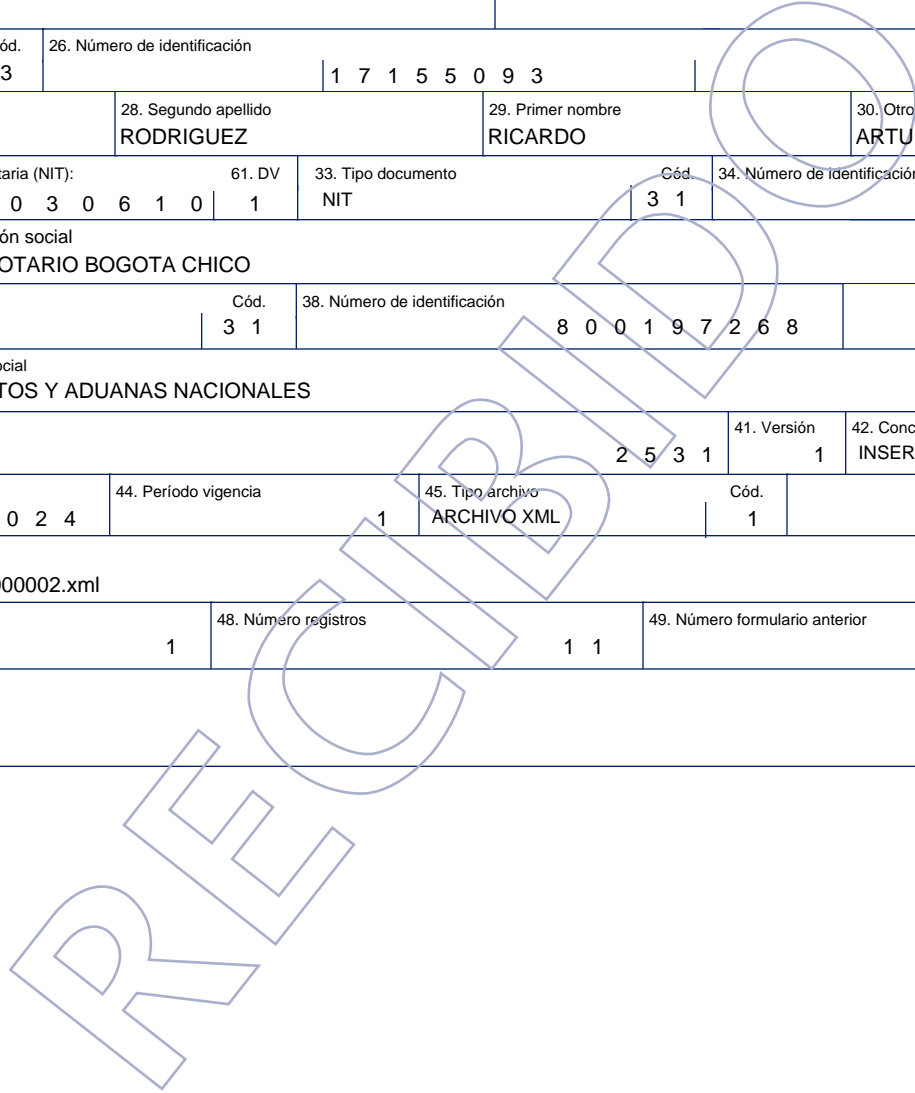 ód. 26. Número de identificación
3 1 7 1 5 5 0 9 3
28. Segundo apellido 29. Primer nombre 30. Otro
RODRIGUEZ RICARDO ARTU
taria (NIT): 61. DV 33. Tipo documento Cód. 34. Número de identificación
0 3 0 6 1 0 1 NIT 3 1
ón social
OTARIO BOGOTA CHICO
Cód. 38. Número de identificación
3 1 8 0 0 1 9 7 2 6 8
ocial
TOS Y ADUANAS NACIONALES
41. Versión 42. Conc
2 5 3 1 1 INSER
44. Período vigencia 45. Tipo archivo Cód.
0 2 4 1 ARCHIVO XML 1
000002.xml
48. Número registros 49. Número formulario anterior
1 1 1
RECIBIDO